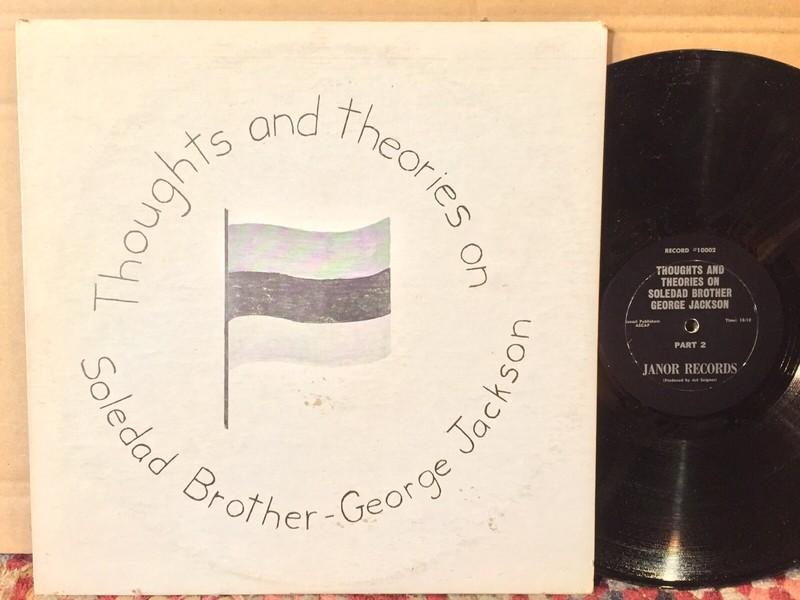 Thoughts and theories on
Soledad Brother-George Jackson
RECORD #10002
THOUGHTS AND
THEORIES ON
SOLEDAD BROTHER
GEORGE JACKSON
ASCAP
PART 2
JANOR RECORDS